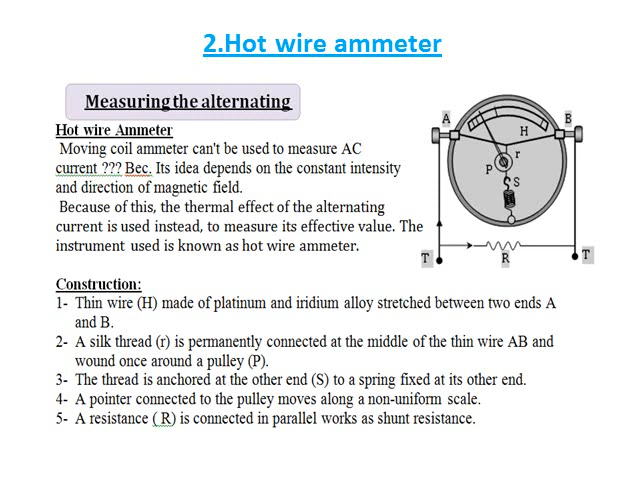 2.Hot wire ammeter
Measuring the alternating
Hot wire Ammeter
Moving coil ammeter can't be used to measure AC
current ??? Bec. Its idea depends on the constant intensity
and direction of magnetic field.
Because of this, the thermal effect of the alternating
current is used instead, to measure its effective value. The
instrument used is known as hot wire ammeter.
A
B
H
r
P
S
T
R
T
Construction:
1- Thin wire (H) made of platinum and iridium alloy stretched between two ends A
and B.
2- A silk thread (r) is permanently connected at the middle of the thin wire AB and
wound once around a pulley (P).
3- The thread is anchored at the other end (S) to a spring fixed at its other end.
4- A pointer connected to the pulley moves along a non-uniform scale.
5- A resistance ( R) is connected in parallel works as shunt resistance.